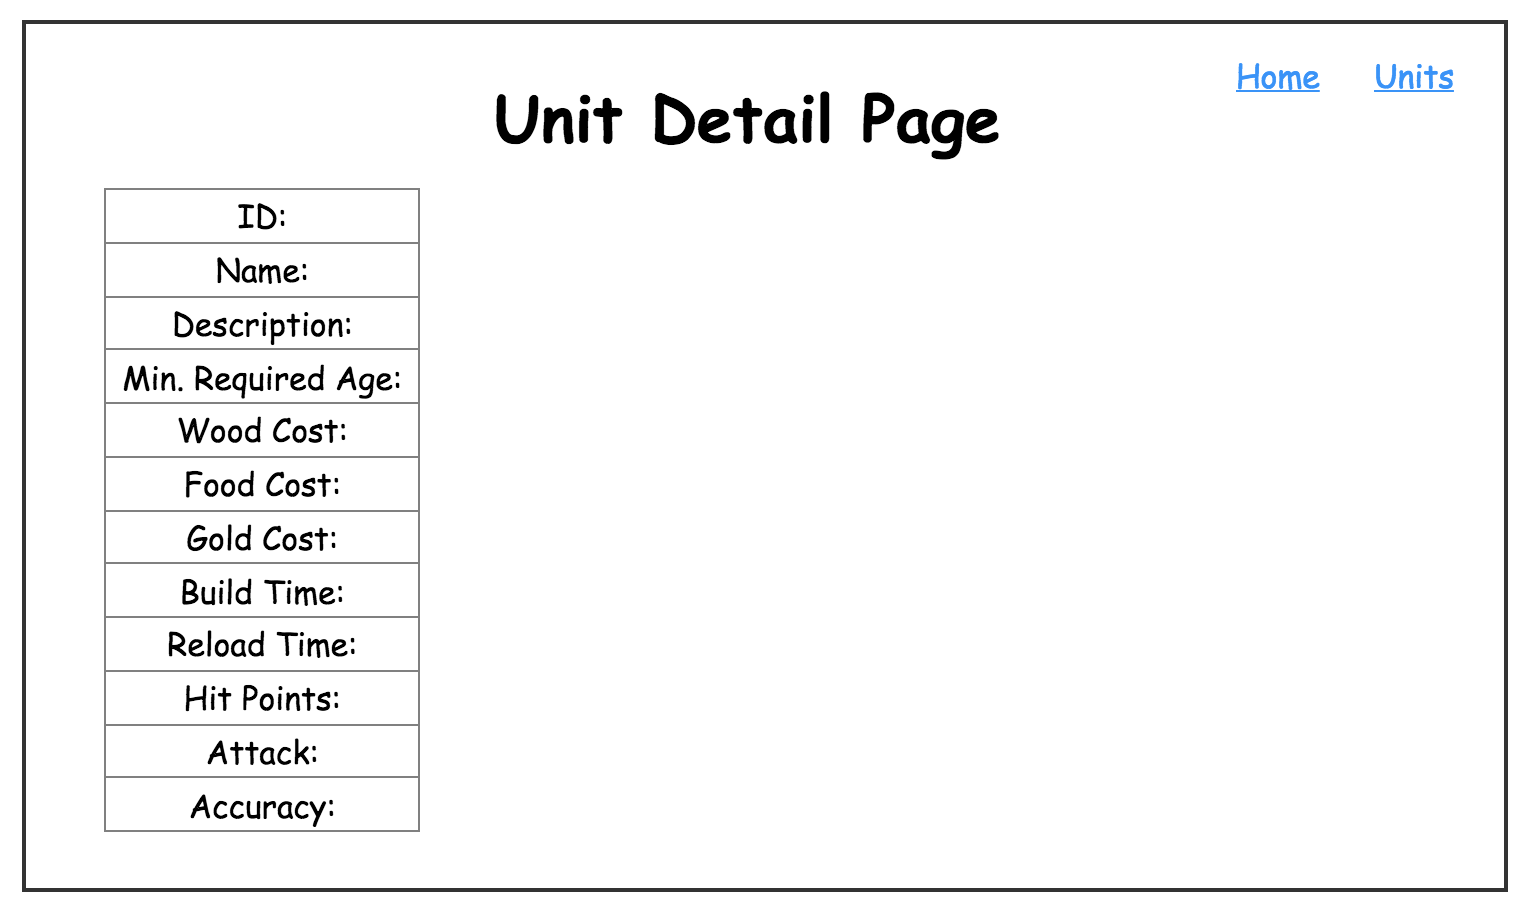 Home Units
Unit Detail Page
ID:
Name:
Description:
Min. Required Age:
Wood Cost:
Food Cost:
Gold Cost:
Build Time:
Reload Time:
Hit Points:
Attack:
Accuracy: